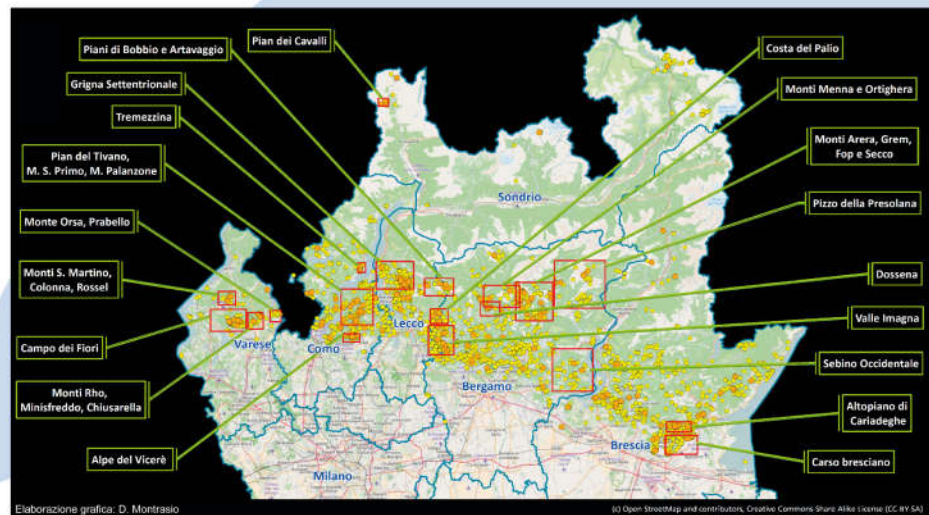 Piani di Bobbio e Artavaggio
Pian dei Cavalli
Costa del Palio
Grigna Settentrionale
Monti Menna e Ortighera
Tremezzina
Monti Arera, Grem,
Fop e Secco
Pian del Tivano,
M. S. Primo, M. Palanzone
Pizzo della Presolana
Monte Orsa, Prabello
Monti S. Martino,
Colonna, Rossel
Dossena
Valle Imagna
Campo dei Fiori
Sebino Occidentale
Monti Rho,
Minisfreddo, Chiusarella
Altopiano di
Cariadeghe
Alpe del Vicerè
Carso bresciano
Sondrio
Lecco
Varese
Como
Bergamo
Brescia
Milano
Elaborazione grafica: D. Montrasio
(c) Open StreetMap and contributors, Creative Commons-Share Alike License (CC-BY-SA)